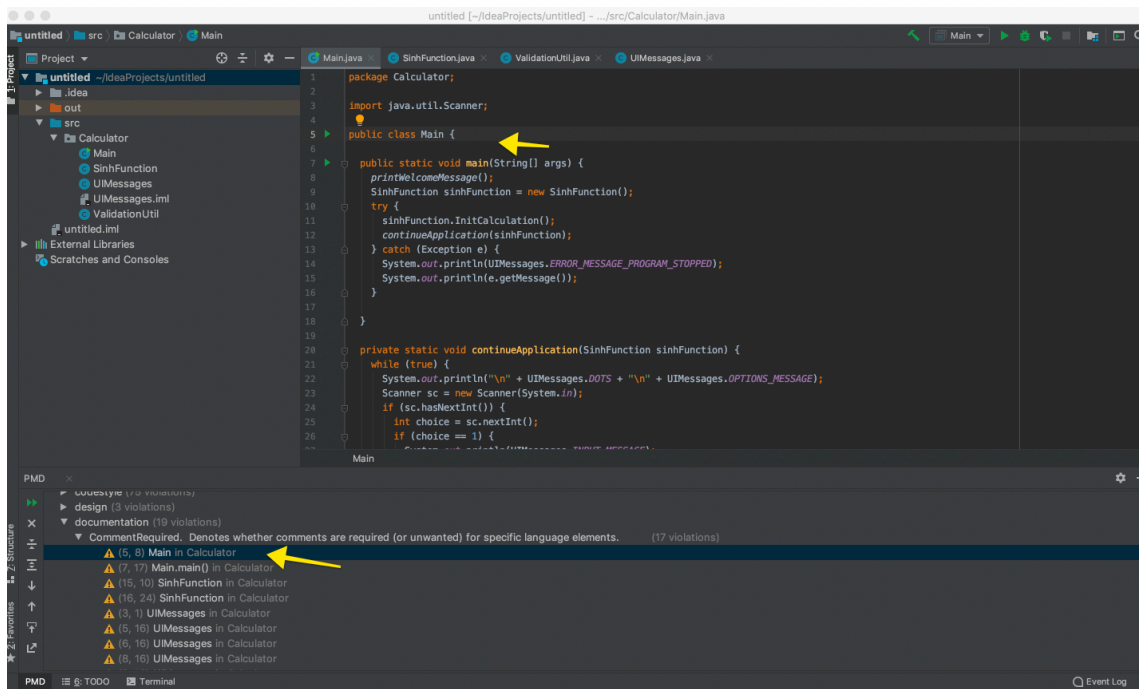 untitled [~/IdeaProjects/untitled] - .../src/Calculator/Main.java
untitled src Calculator Main
Main
1: Project
Project
untitled ~/IdeaProjects/untitled
.idea
out
src
Calculator
Main
SinhFunction
UIMessages
UIMessages.iml
ValidationUtil
untitled.iml
External Libraries
Scratches and Consoles
Main.java SinhFunction.java ValidationUtil.java UIMessages.java
1 package Calculator;
2
3 import java.util.Scanner;
4
5 public class Main {
6
7 public static void main(String[] args) {
8 printWelcomeMessage();
9 SinhFunction sinhFunction = new SinhFunction();
10 try {
11 sinhFunction.InitCalculation();
12 continueApplication(sinhFunction);
13 } catch (Exception e) {
14 System.out.println(UIMessages.ERROR_MESSAGE_PROGRAM_STOPPED);
15 System.out.println(e.getMessage());
16 }
17
18 }
19
20 private static void continueApplication(SinhFunction sinhFunction) {
21 while (true) {
22 System.out.println("\n" + UIMessages.DOTS + "\n" + UIMessages.OPTIONS_MESSAGE);
23 Scanner sc = new Scanner(System.in);
24 if (sc.hasNextInt()) {
25 int choice = sc.nextInt();
26 if (choice == 1) {
Main
PMD
codestyle (75 violations)
design (3 violations)
documentation (19 violations)
CommentRequired. Denotes whether comments are required (or unwanted) for specific language elements. (17 violations)
(5, 8) Main in Calculator
(7, 17) Main.main() in Calculator
(15, 10) SinhFunction in Calculator
(16, 24) SinhFunction in Calculator
(3, 1) UIMessages in Calculator
(5, 16) UIMessages in Calculator
(6, 16) UIMessages in Calculator
(8, 16) UIMessages in Calculator
Z: Structure
2: Favorites
PMD 6: TODO Terminal
Event Log